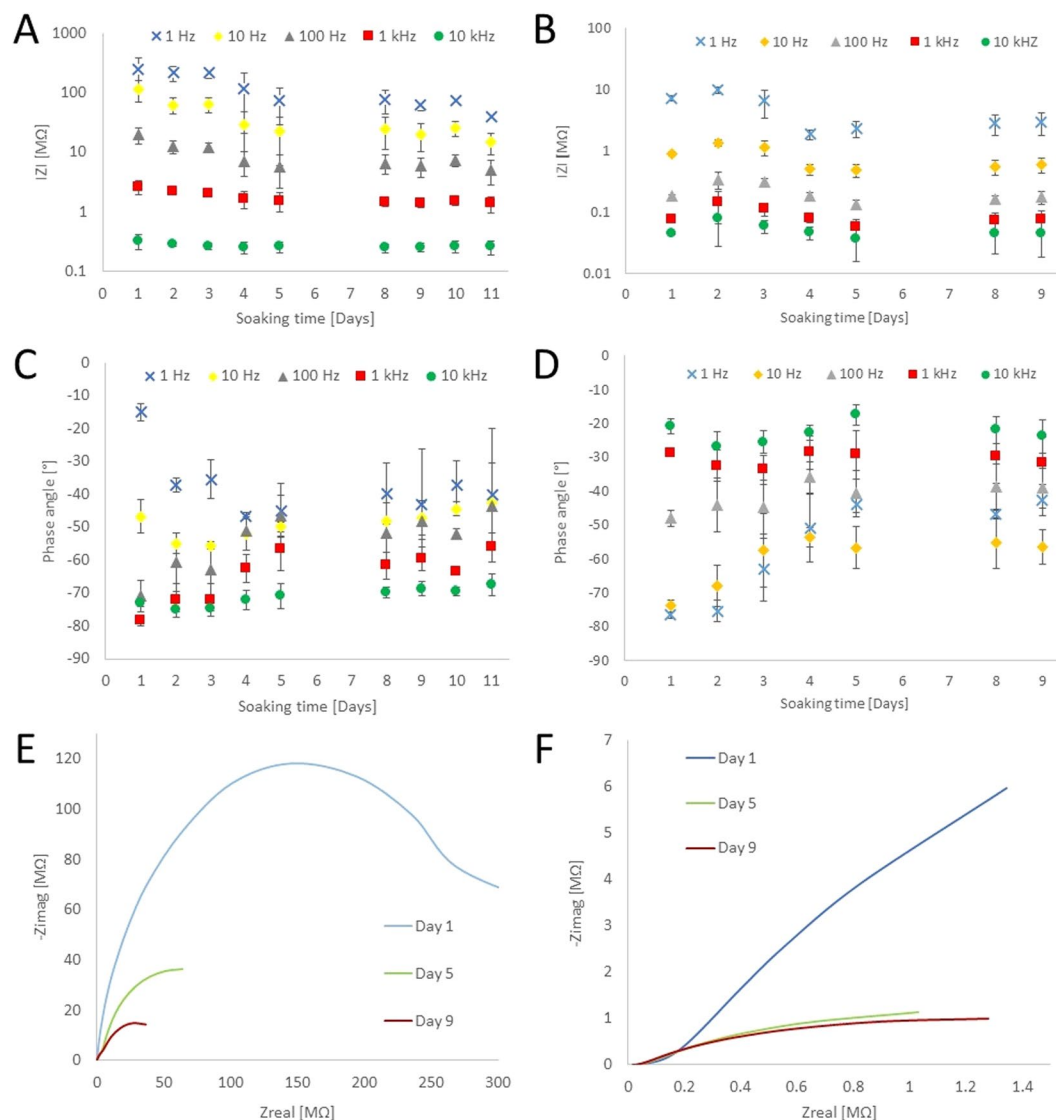 A
1000
100
10
1
0.1
IZI [MΩ]
1 Hz 10 Hz 100 Hz 1 kHz 10 kHz
0 1 2 3 4 5 8 9 10 11
Soaking time [Days]
B
100
10
1
0.1
0.01
IZI [MΩ]
1 Hz 10 Hz 100 Hz 1 kHz 10 kHZ
0 1 2 3 4 5 8 9
Soaking time [Days]
C
0
-10
-20
-30
-40
-50
-60
-70
-80
-90
Phase angle [°]
1 Hz 10 Hz 100 Hz 1 kHz 10 kHz
0 1 2 3 4 5 8 9 10 11
Soaking time [Days]
D
0
-10
-20
-30
-40
-50
-60
-70
-80
-90
Phase angle [°]
1 Hz 10 Hz 100 Hz 1 kHz 10 kHz
0 1 2 3 4 5 8 9
Soaking time [Days]
E
120
100
80
60
40
20
0
-Zimag [MΩ]
Day 1
Day 5
Day 9
0 50 100 150 200 250 300
Zreal [MΩ]
F
7
6
5
4
3
2
1
0
-Zimag [MΩ]
Day 1
Day 5
Day 9
0 0.2 0.4 0.6 0.8 1 1.2 1.4
Zreal [MΩ]